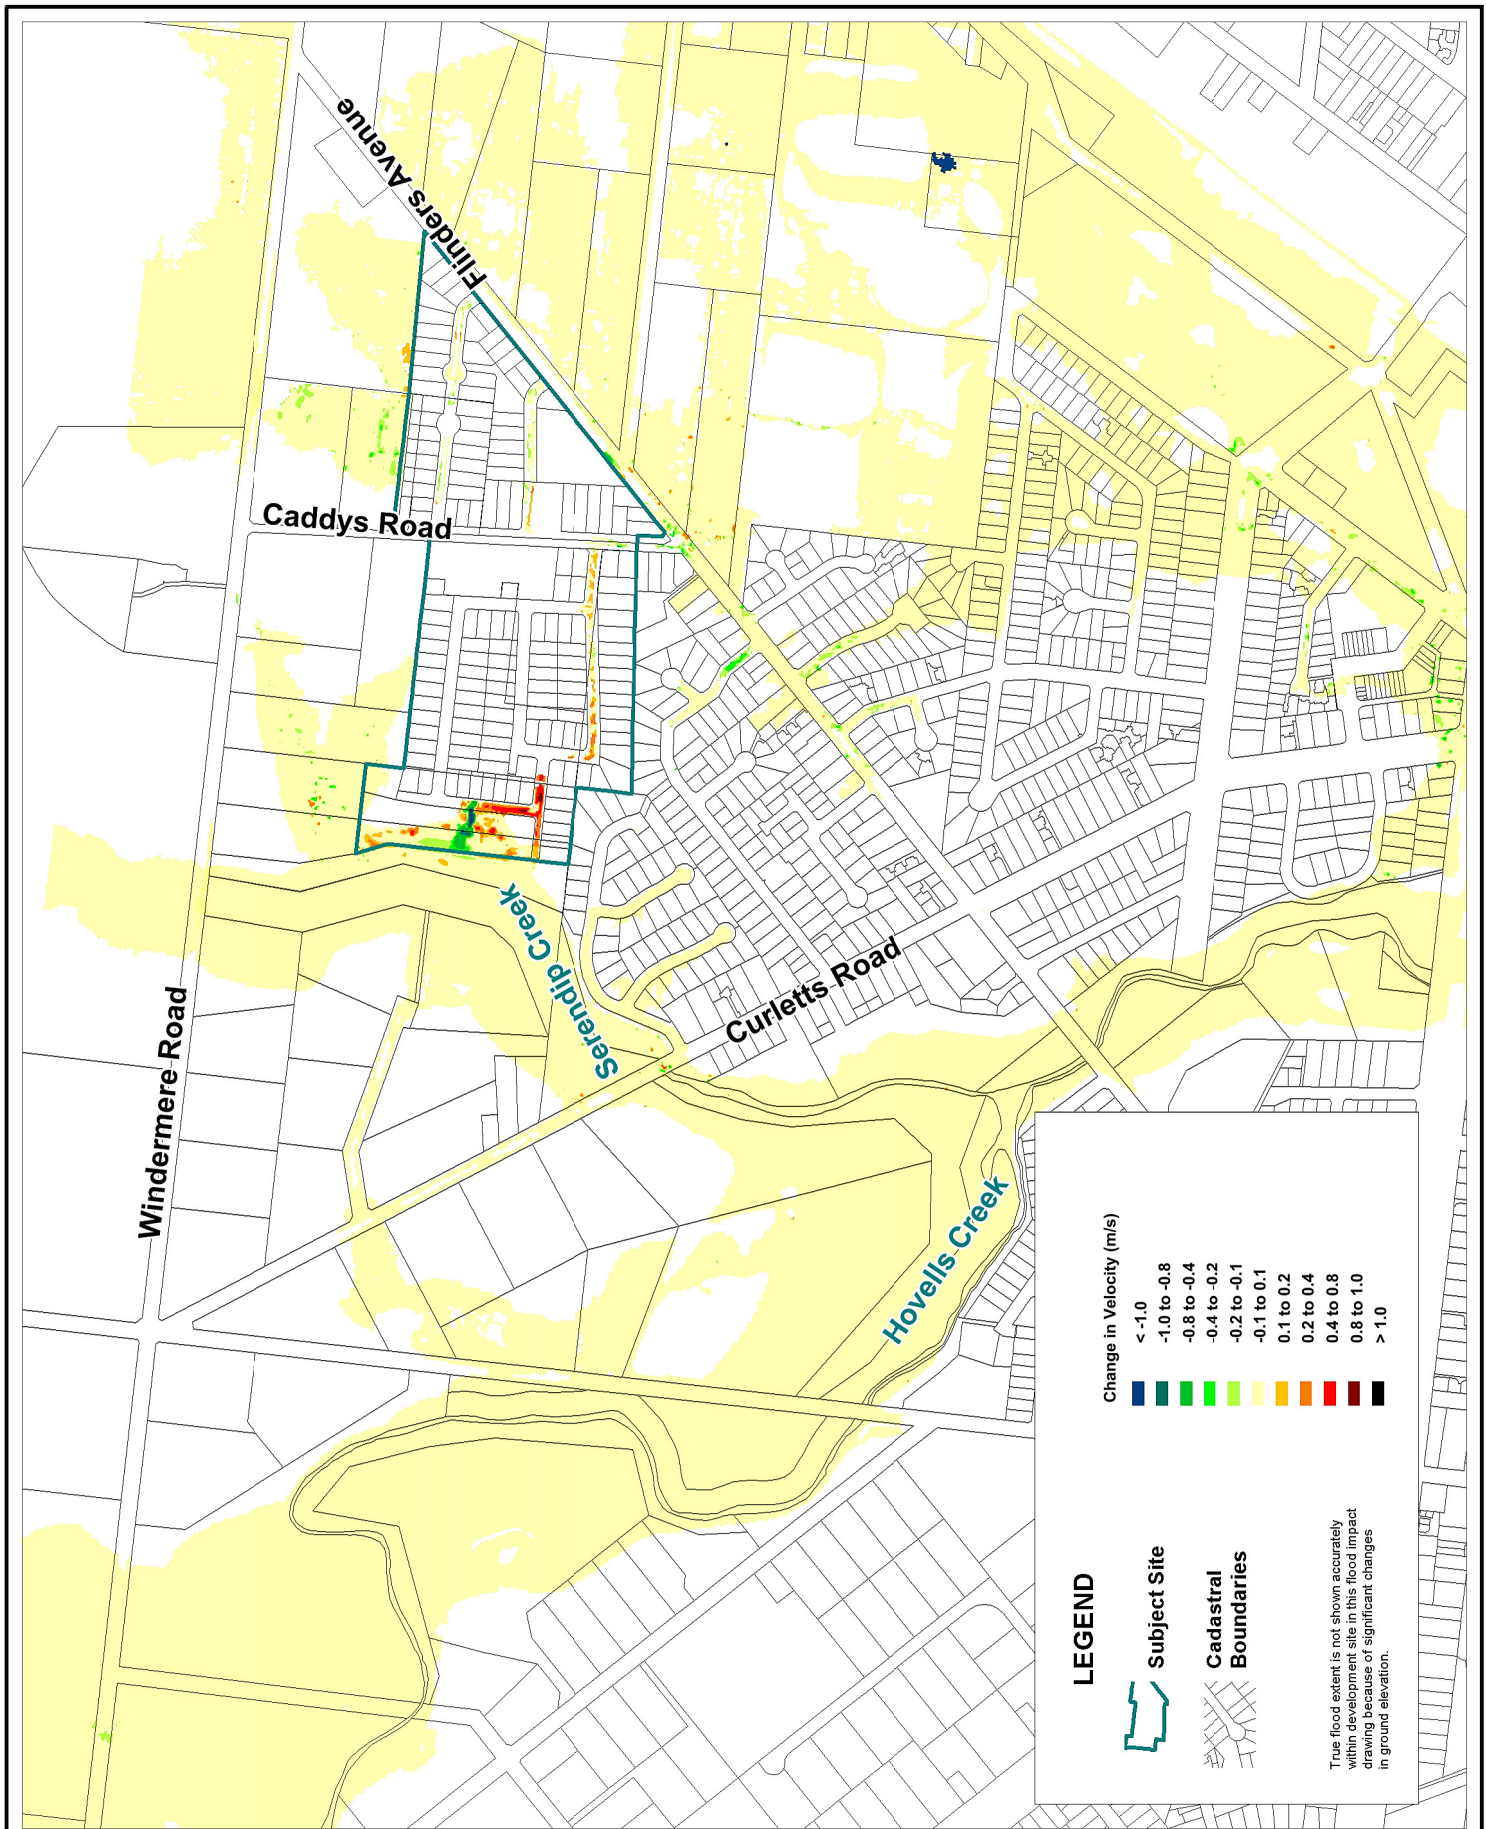 Flinders Avenue
Caddys Road
Windermere Road
Serendip Creek
Curletts Road
Hovells Creek
LEGEND
Subject Site
Cadastral
Boundaries
True flood extent is not shown accurately
within development site in this flood impact
drawing because of significant changes
in ground elevation.
Change in Velocity (m/s)
< -1.0
-1.0 to -0.8
-0.8 to -0.4
-0.4 to -0.2
-0.2 to -0.1
-0.1 to 0.1
0.1 to 0.2
0.2 to 0.4
0.4 to 0.8
0.8 to 1.0
> 1.0